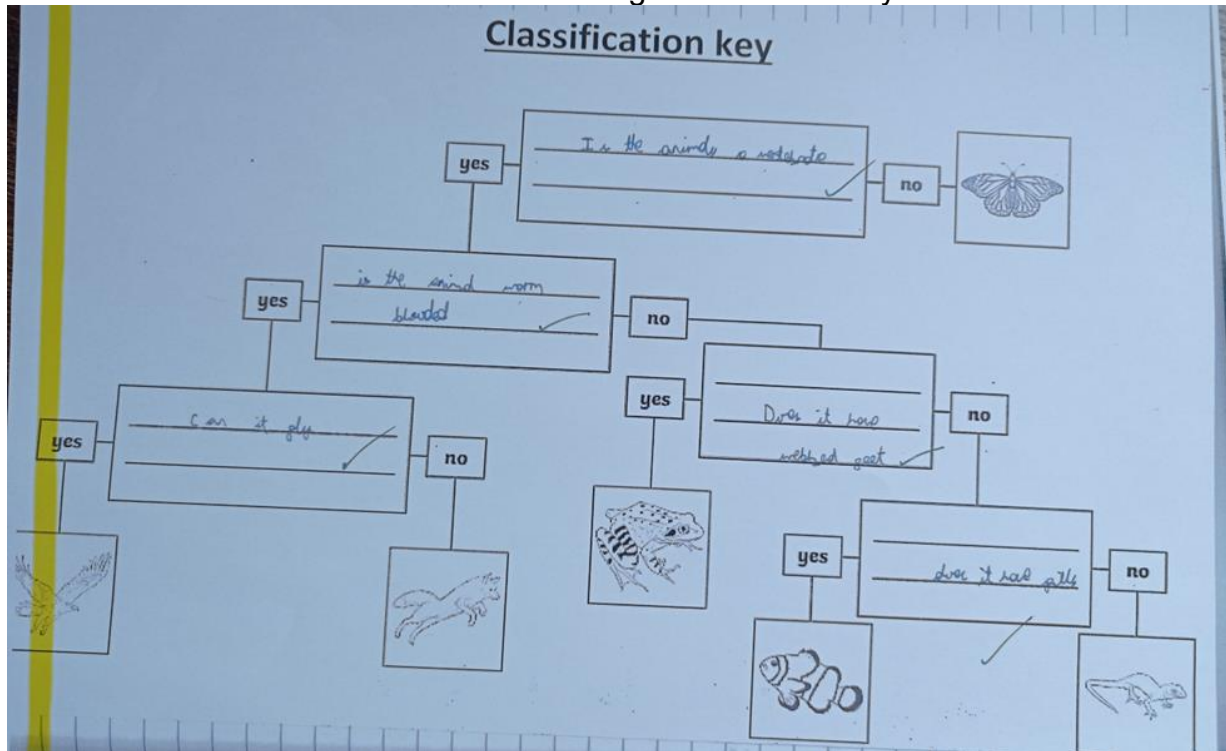 Classification key
Is the animals a vertebrate
yes
no
is the animal warm
blooded
yes
no
Can it fly
yes
no
Does it have
webbed feet
yes
no
does it have gills
yes
no